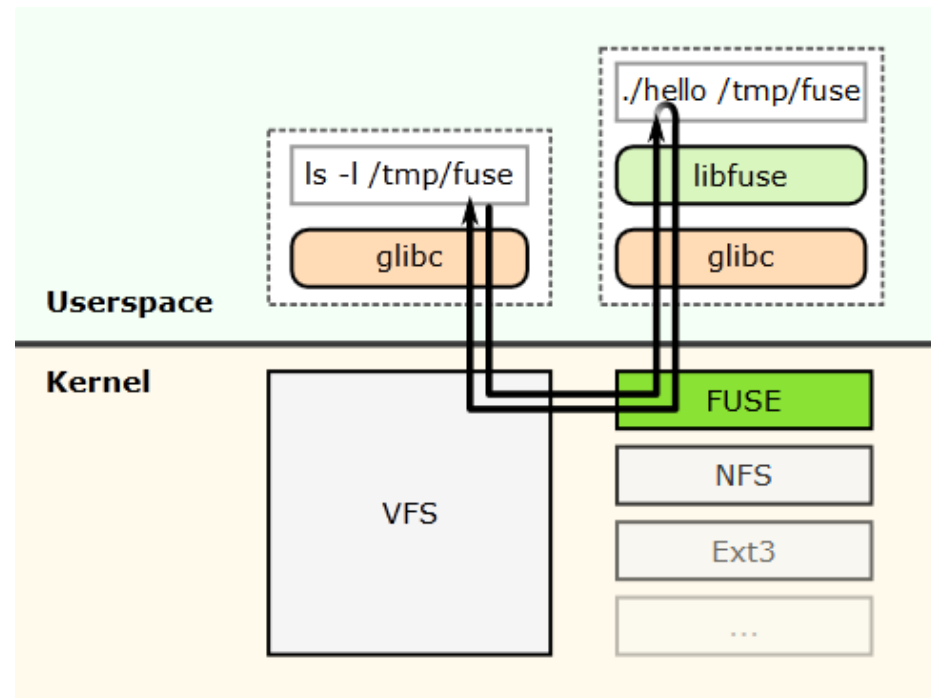 ./hello /tmp/fuse
ls -l /tmp/fuse
libfuse
glibc
glibc
Userspace
Kernel
FUSE
NFS
VFS
Ext3
...